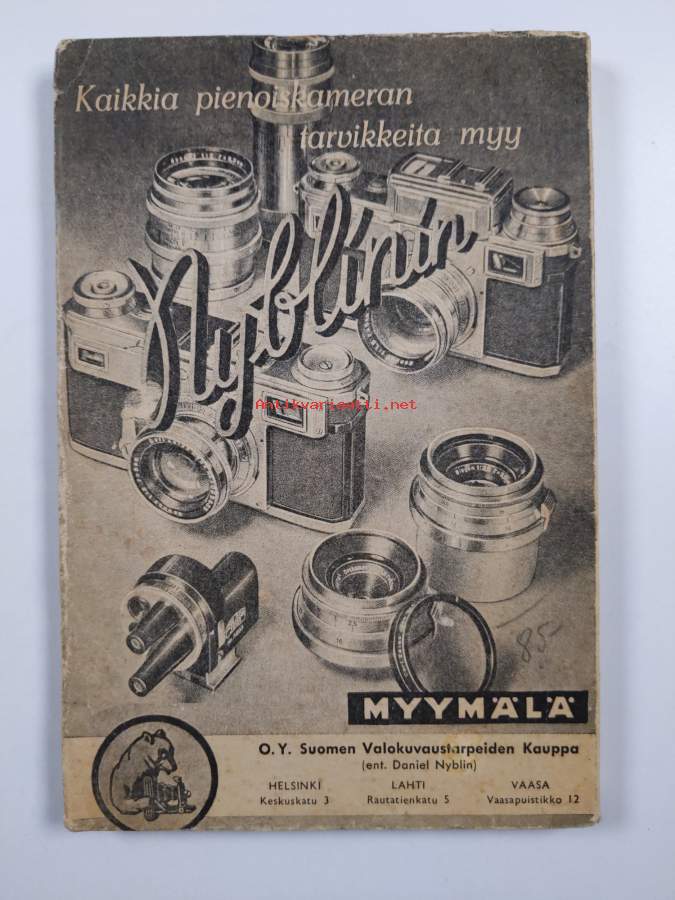 Kaikkia pienoiskameran
tarvikkeita myy
Nyblinin
Antikvariaatti.net
85
MYYMÄLÄ
O.Y. Suomen Valokuvaustarpeiden Kauppa
(ent. Daniel Nyblin)
HELSINKI LAHTI VAASA
Keskuskatu 3 Rautatienkatu 5 Vaasapuistikko 12